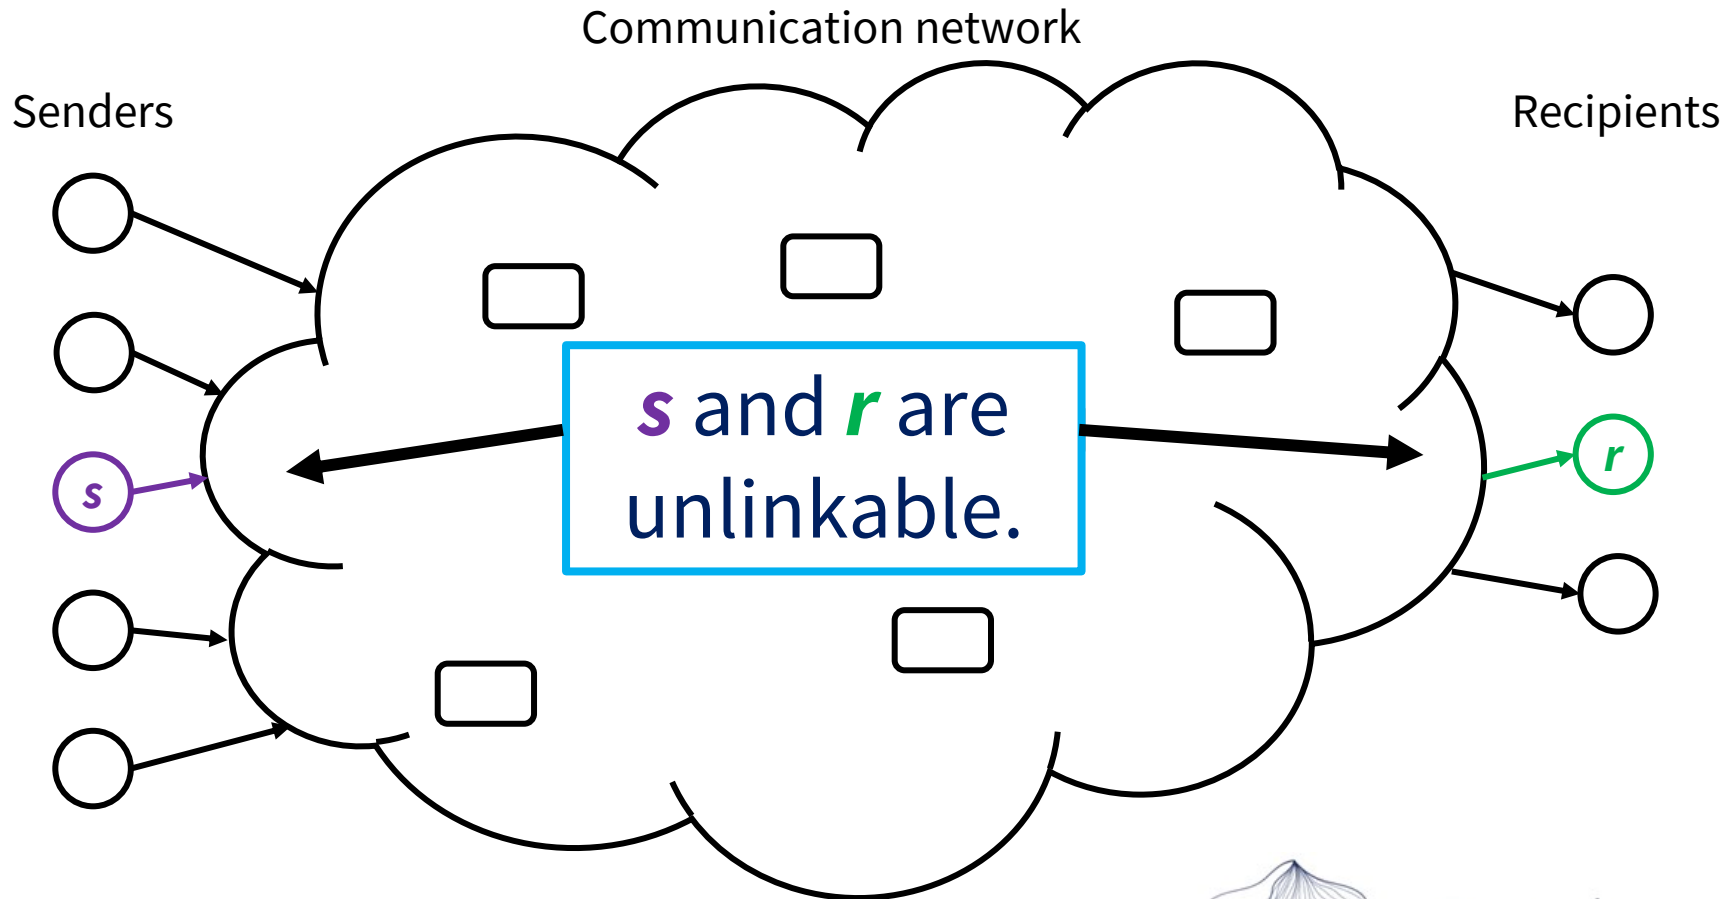 Communication network
Senders
Recipients
s and r are
unlinkable.
s
r